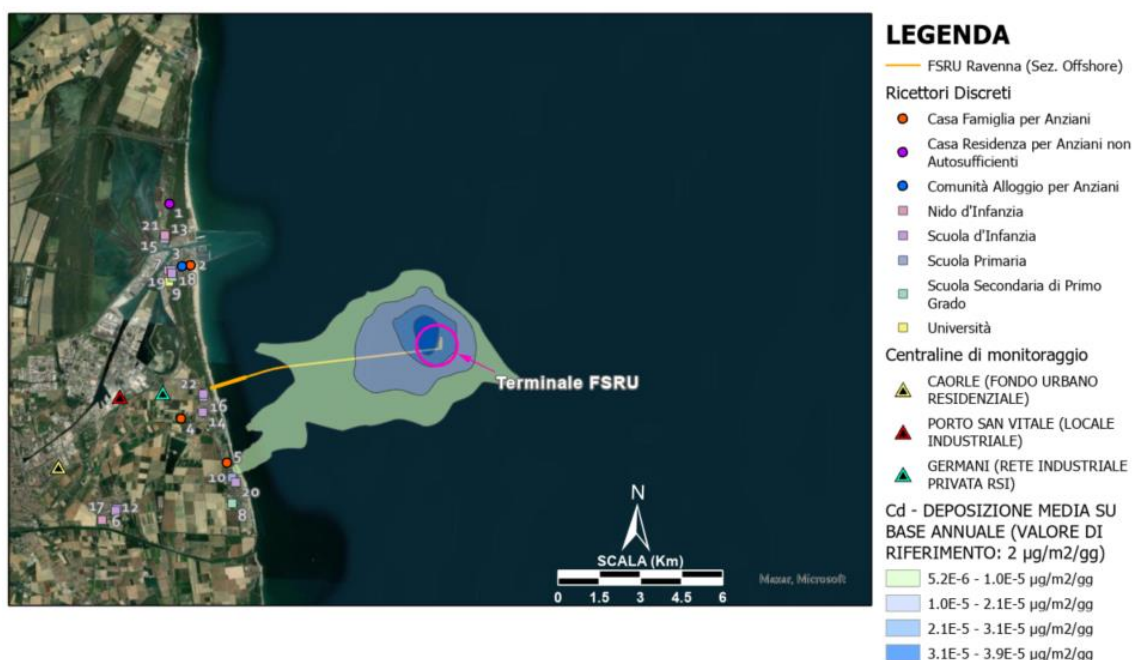 1
21
13
15
3
7
2
19
18
9
22
16
14
4
5
10
20
8
17
12
6
Terminale FSRU
N
SCALA (Km)
0 1.5 3 4.5 6
Maxar, Microsoft
LEGENDA
FSRU Ravenna (Sez. Offshore)
Ricettori Discreti
Casa Famiglia per Anziani
Casa Residenza per Anziani non
Autosufficienti
Comunità Alloggio per Anziani
Nido d'Infanzia
Scuola d'Infanzia
Scuola Primaria
Scuola Secondaria di Primo
Grado
Università
Centraline di monitoraggio
CAORLE (FONDO URBANO
RESIDENZIALE)
PORTO SAN VITALE (LOCALE
INDUSTRIALE)
GERMANI (RETE INDUSTRIALE
PRIVATA RSI)
Cd - DEPOSIZIONE MEDIA SU
BASE ANNUALE (VALORE DI
RIFERIMENTO: 2 µg/m2/gg)
5.2E-6 - 1.0E-5 µg/m2/gg
1.0E-5 - 2.1E-5 µg/m2/gg
2.1E-5 - 3.1E-5 µg/m2/gg
3.1E-5 - 3.9E-5 µg/m2/gg